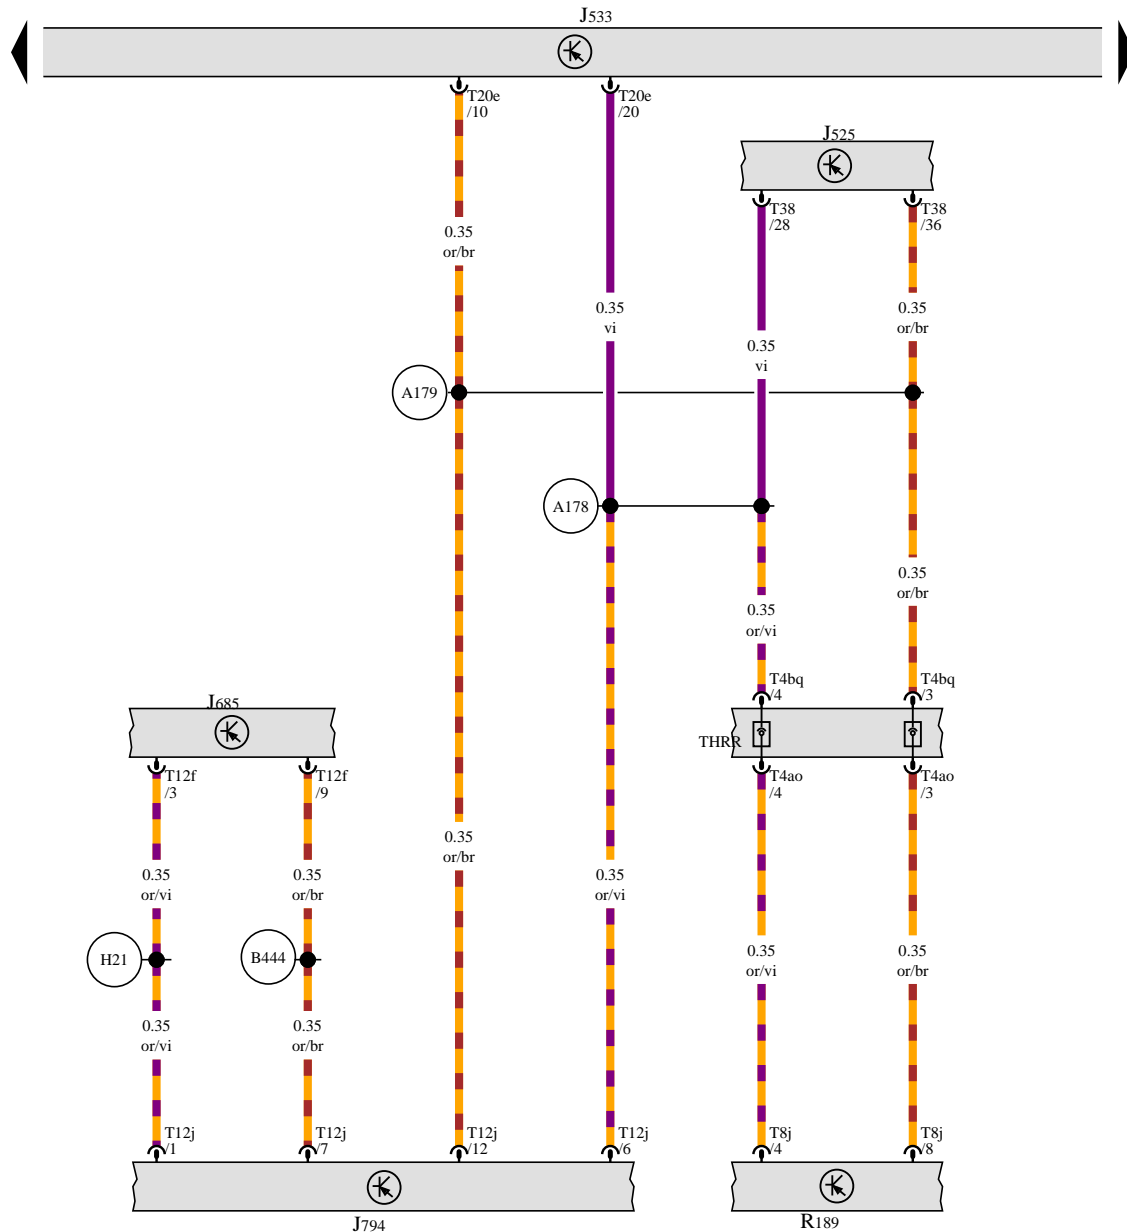 J533
T20e
/10
T20e
/20
J525
T38
/28
T38
/36
0.35
or/br
0.35
vi
0.35
vi
0.35
or/br
A179
A178
0.35
or/vi
0.35
or/br
T4bq
/4
T4bq
/3
J685
THRR
T12f
/3
T12f
/9
T4ao
/4
T4ao
/3
0.35
or/vi
0.35
or/br
0.35
or/br
0.35
or/vi
0.35
or/vi
0.35
or/br
H21
B444
0.35
or/vi
0.35
or/br
T12j
/1
T12j
/7
T12j
/12
T12j
/6
T8j
/4
T8j
/8
J794
R189